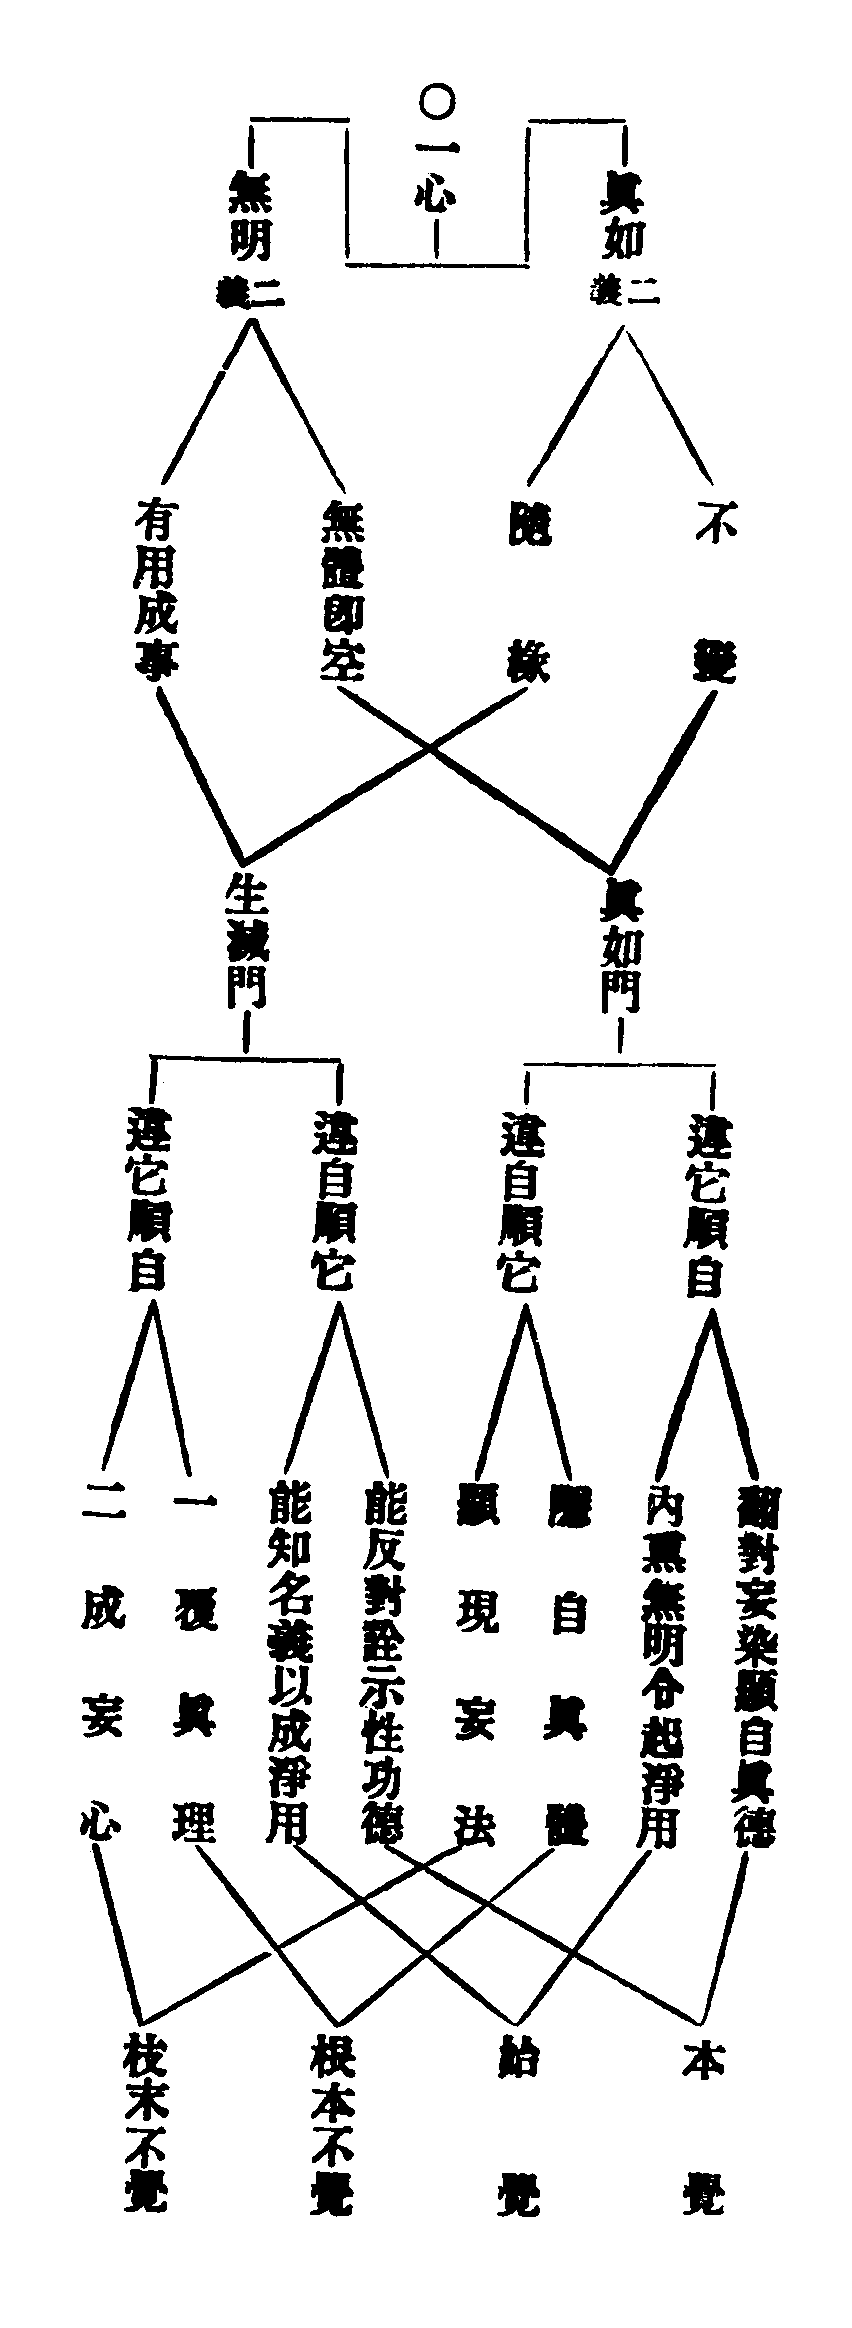 〇一心
眞如二義
無明二義
不變
隨緣
無體卽空
有用成事
眞如門
生滅門
違它順自
違自順它
違自順它
違它順自
翻對妄染顯自眞德
內熏無明令起淨用
隱自眞體
顯現妄法
能反對詮示性功德
能知名義以成淨用
一覆眞理
二成妄心
本覺
始覺
根本不覺
枝末不覺